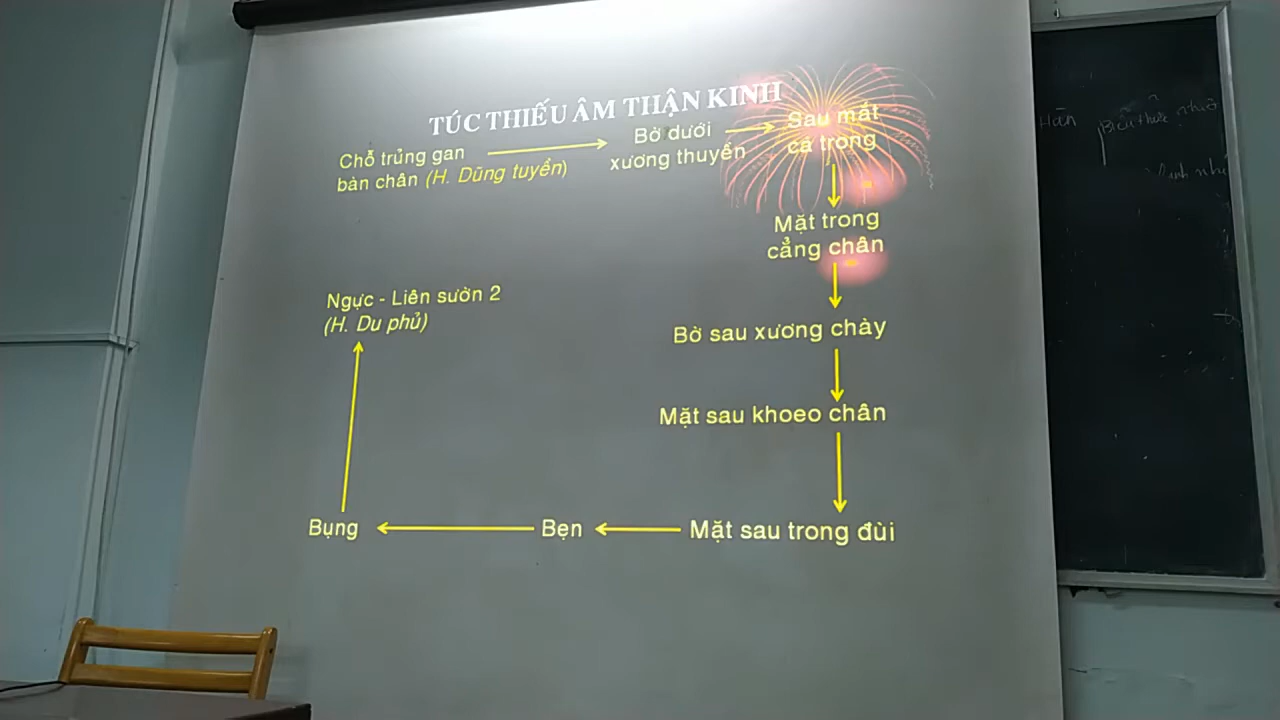 TÚC THIẾU ÂM THẬN KINH
Chỗ trủng gan
bàn chân (H. Dũng tuyền)
Bờ dưới
xương thuyền
Sau mắt
cá trong
Mặt trong
cẳng chân
Bờ sau xương chày
Mặt sau khoeo chân
Mặt sau trong đùi
Bẹn
Bụng
Ngực - Liên sườn 2
(H. Du phủ)
Hàn